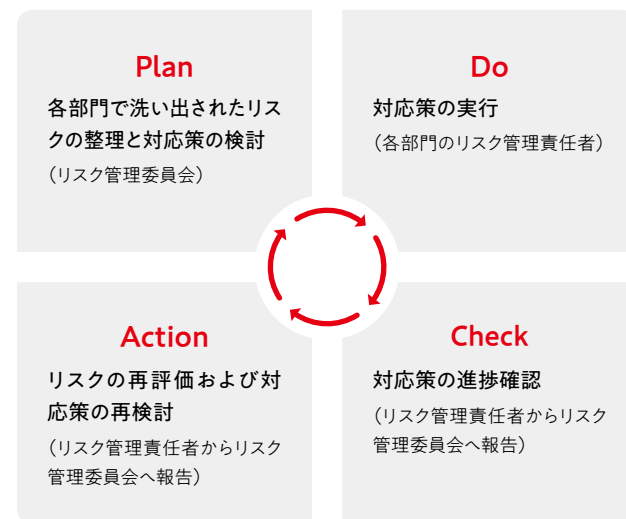 Plan
各部門で洗い出されたリス
クの整理と対応策の検討
（リスク管理委員会）
Do
対応策の実行
（各部門のリスク管理責任者）
Action
リスクの再評価および対
応策の再検討
（リスク管理責任者からリスク
管理委員会へ報告）
Check
対応策の進捗確認
（リスク管理責任者からリスク
管理委員会へ報告）